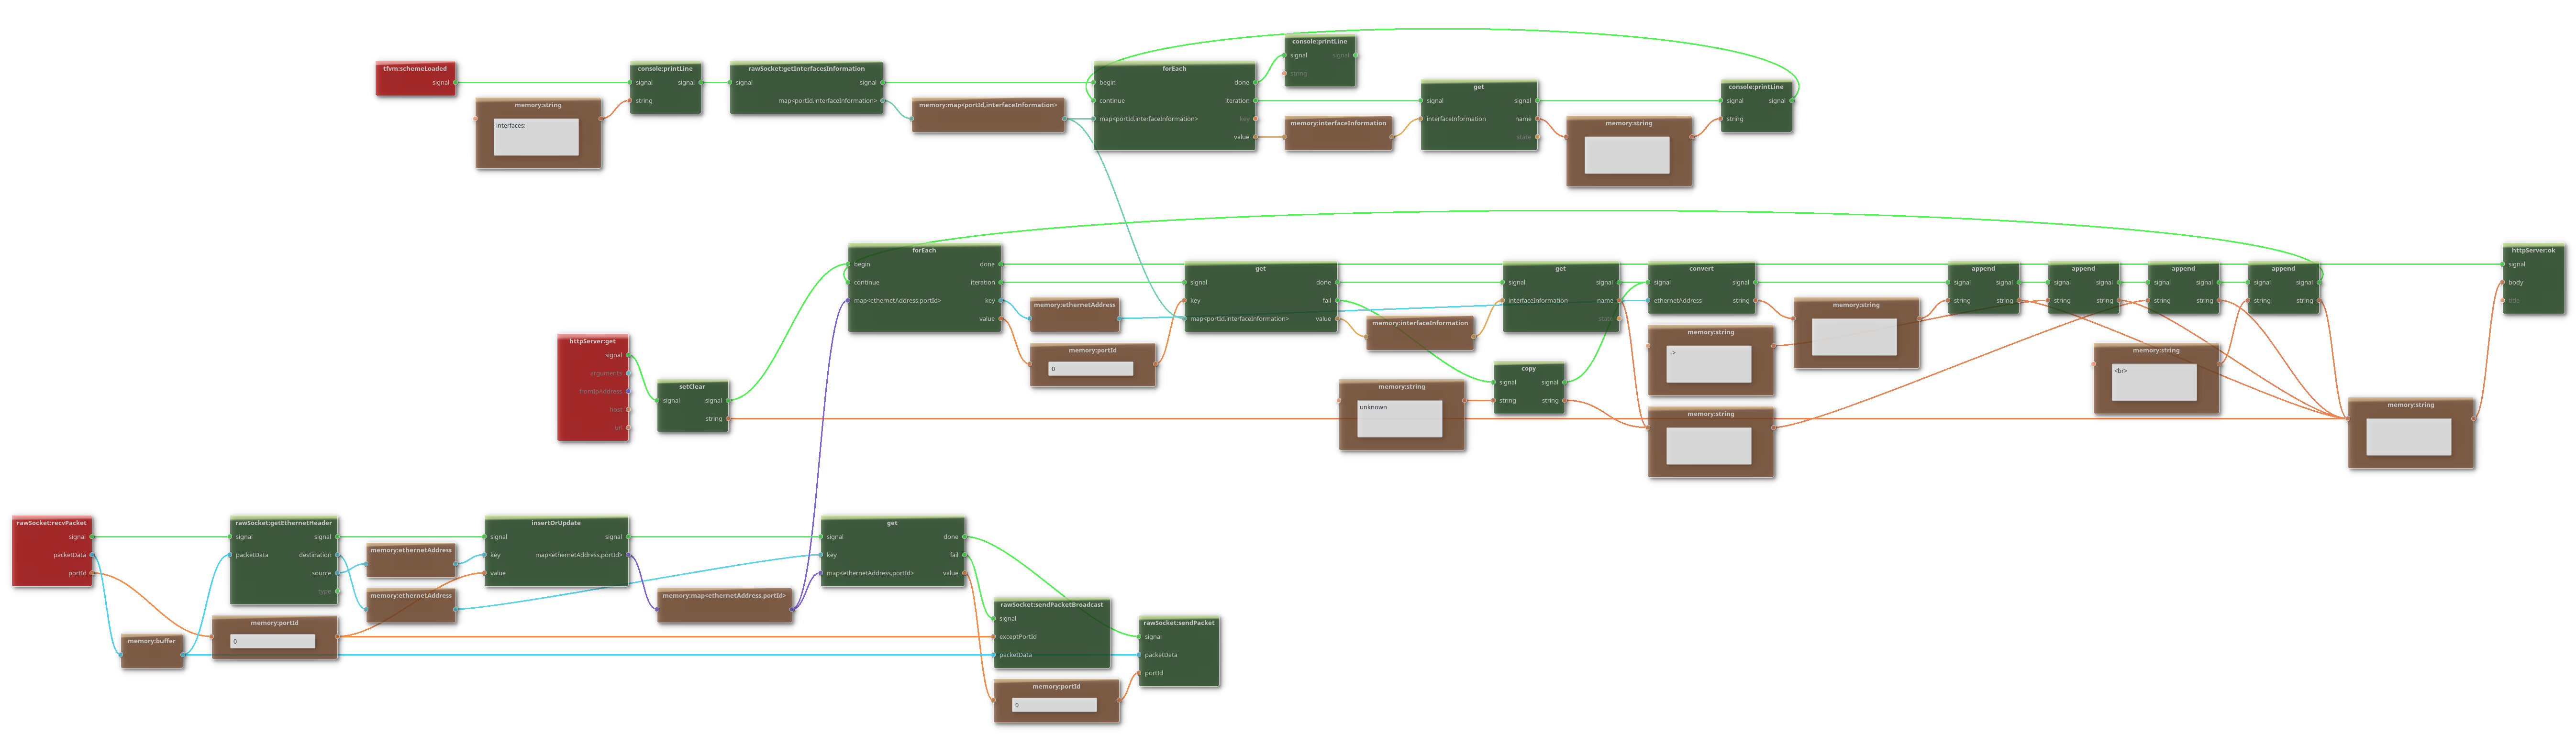 tfvm:schemeLoaded
signal
memory:string
interfaces:
console:printLine
signal signal
string
rawSocket:getInterfacesInformation
signal signal
map<portId,interfaceInformation>
memory:map<portId,interfaceInformation>
forEach
begin done
continue iteration
map<portId,interfaceInformation> key
value
console:printLine
signal signal
string
memory:interfaceInformation
get
signal signal
interfaceInformation name
state
memory:string
console:printLine
signal signal
string
httpServer:get
signal
arguments
fromIpAddress
host
url
setClear
signal signal
string
forEach
begin done
continue iteration
map<ethernetAddress,portId> key
value
memory:ethernetAddress
memory:portId
0
get
signal done
key fail
map<portId,interfaceInformation> value
memory:interfaceInformation
memory:string
unknown
get
signal signal
interfaceInformation name
state
copy
signal signal
string string
convert
signal signal
ethernetAddress string
memory:string
->
memory:string
memory:string
append
signal signal
string string
append
signal signal
string string
append
signal signal
string string
append
signal signal
string string
memory:string
<br>
memory:string
httpServer:ok
signal
body
title
rawSocket:recvPacket
signal
packetData
portId
memory:buffer
rawSocket:getEthernetHeader
signal signal
packetData destination
source
type
memory:portId
0
memory:ethernetAddress
memory:ethernetAddress
insertOrUpdate
signal signal
key map<ethernetAddress,portId>
value
memory:map<ethernetAddress,portId>
get
signal done
key fail
map<ethernetAddress,portId> value
rawSocket:sendPacketBroadcast
signal
exceptPortId
packetData
memory:portId
0
rawSocket:sendPacket
signal
packetData
portId